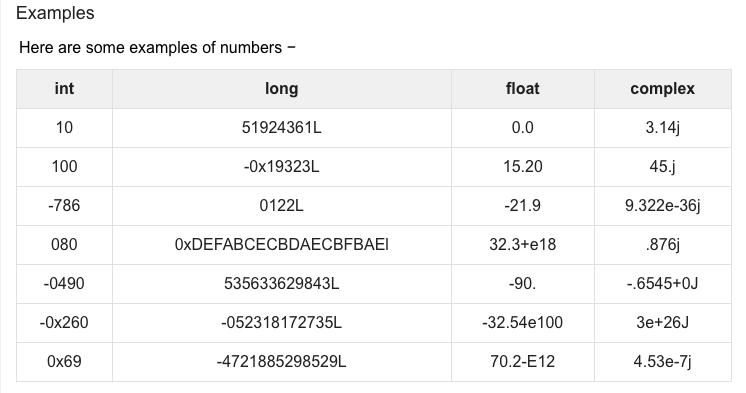 Examples
Here are some examples of numbers −
int long float complex
10 51924361L 0.0 3.14j
100 -0x19323L 15.20 45.j
-786 0122L -21.9 9.322e-36j
080 0xDEFABCECBDAECBFBAEl 32.3+e18 .876j
-0490 535633629843L -90. -.6545+0J
-0x260 -052318172735L -32.54e100 3e+26J
0x69 -4721885298529L 70.2-E12 4.53e-7j